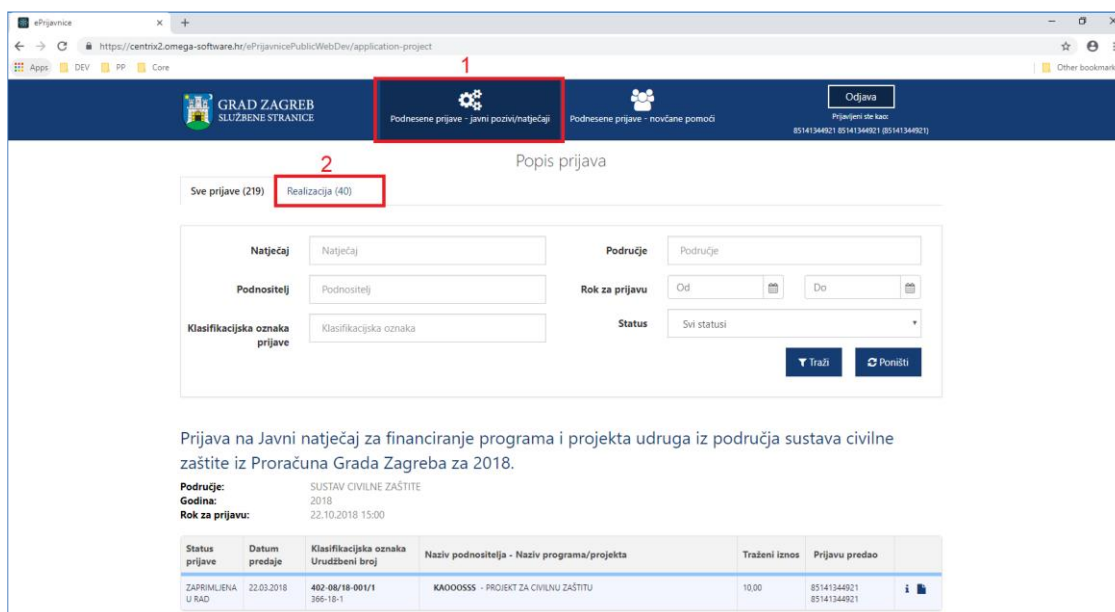 ePrijavnice
https://centrix2.omega-software.hr/ePrijavnicePublicWebDev/application-project
Apps DEV PP Core Other bookmark
1
GRAD ZAGREB
SLUŽBENE STRANICE
Podnesene prijave - javni pozivi/natječaji
Podnesene prijave - novčane pomoći
Odjava
Prijavljeni ste kao:
85141344921 85141344921 (85141344921)
Popis prijava
2
Sve prijave (219) Realizacija (40)
Natječaj Natječaj Područje Područje
Podnositelj Podnositelj Rok za prijavu Od Do
Klasifikacijska oznaka prijave Klasifikacijska oznaka Status Svi statusi
Traži Poništi
Prijava na Javni natječaj za financiranje programa i projekta udruga iz područja sustava civilne
zaštite iz Proračuna Grada Zagreba za 2018.
Područje: SUSTAV CIVILNE ZAŠTITE
Godina: 2018
Rok za prijavu: 22.10.2018 15:00
Status prijave Datum predaje Klasifikacijska oznaka Urudžbeni broj Naziv podnositelja - Naziv programa/projekta Traženi iznos Prijavu predao
ZAPRIMLJENA 22.03.2018 402-08/18-001/1 KAOOOSSS - PROJEKT ZA CIVILNU ZAŠTITU 10,00 85141344921
U RAD 366-18-1 85141344921